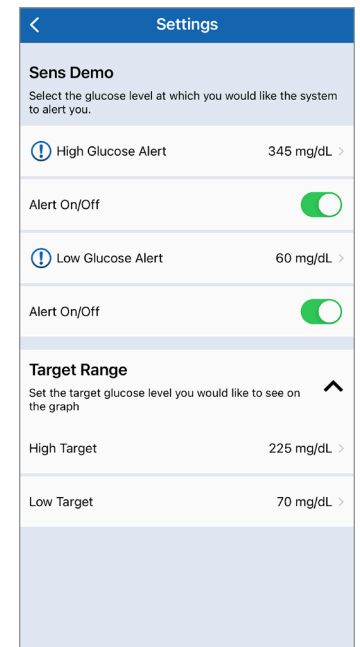 Settings
Sens Demo
Select the glucose level at which you would like the system
to alert you.
High Glucose Alert 345 mg/dL
Alert On/Off
Low Glucose Alert 60 mg/dL
Alert On/Off
Target Range
Set the target glucose level you would like to see on
the graph
High Target 225 mg/dL
Low Target 70 mg/dL